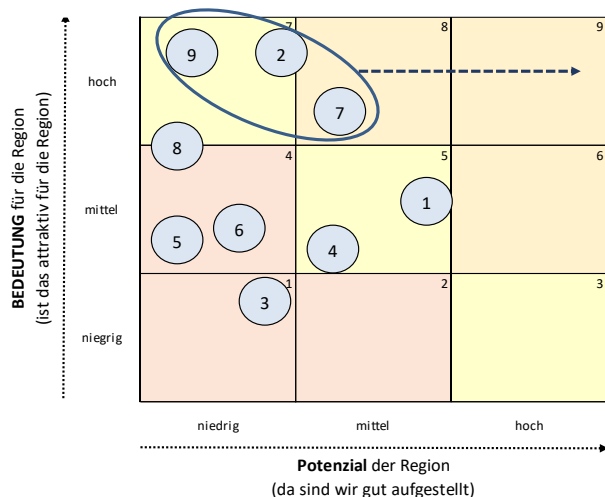 BEDEUTUNG für die Region
(ist das attraktiv für die Region)
hoch
mittel
niegrig
7
8
9
9
2
7
8
4
5
6
1
5
6
4
1
2
3
3
niedrig
mittel
hoch
Potenzial der Region
(da sind wir gut aufgestellt)